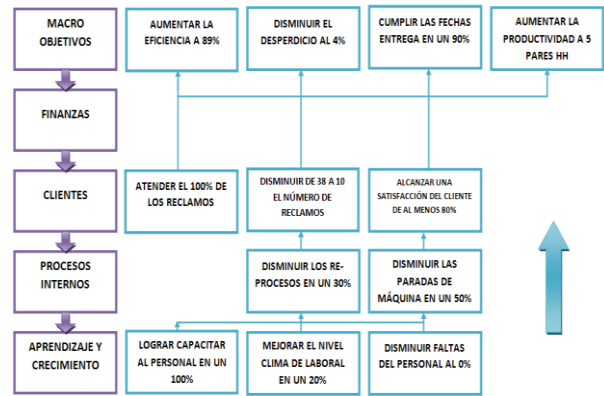 MACRO
OBJETIVOS
AUMENTAR LA
EFICIENCIA A 89%
DISMINUIR EL
DESPERDICIO AL 4%
CUMPLIR LAS FECHAS
ENTREGA EN UN 90%
AUMENTAR LA
PRODUCTIVIDAD A 5
PARES HH
FINANZAS
CLIENTES
ATENDER EL 100% DE
LOS RECLAMOS
DISMINUIR DE 38 A 10
EL NÚMERO DE
RECLAMOS
ALCANZAR UNA
SATISFACCIÓN DEL CLIENTE
DE AL MENOS 80%
PROCESOS
INTERNOS
DISMINUIR LOS RE-
PROCESOS EN UN 30%
DISMINUIR LAS
PARADAS DE
MÁQUINA EN UN 50%
APRENDIZAJE Y
CRECIMIENTO
LOGRAR CAPACITAR
AL PERSONAL EN UN
100%
MEJORAR EL NIVEL
CLIMA DE LABORAL
EN UN 20%
DISMINUIR FALTAS
DEL PERSONAL AL 0%